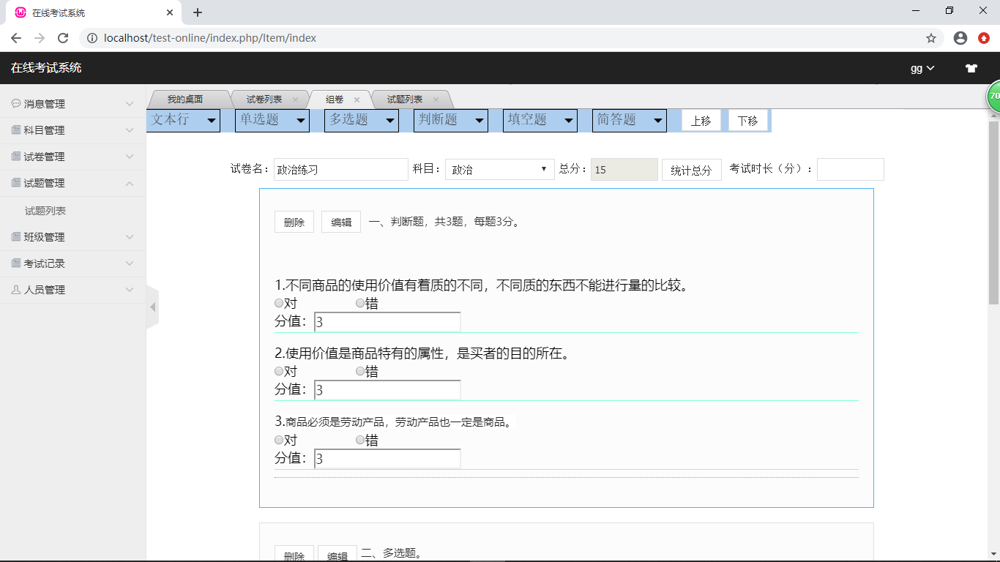 在线考试系统
localhost/test-online/index.php/Item/index
在线考试系统
gg
消息管理
科目管理
试卷管理
试题管理
试题列表
班级管理
考试记录
人员管理
我的桌面 试卷列表 组卷 试题列表
70
文本行 单选题 多选题 判断题 填空题 简答题 上移 下移
试卷名： 政治练习 科目： 政治 总分： 15 统计总分 考试时长（分）：
删除 编辑 一、判断题，共3题，每题3分。
1.不同商品的使用价值有着质的不同，不同质的东西不能进行量的比较。
对 错
分值： 3
2.使用价值是商品特有的属性，是买者的目的所在。
对 错
分值： 3
3.商品必须是劳动产品，劳动产品也一定是商品。
对 错
分值： 3
删除 编辑 二、多选题。